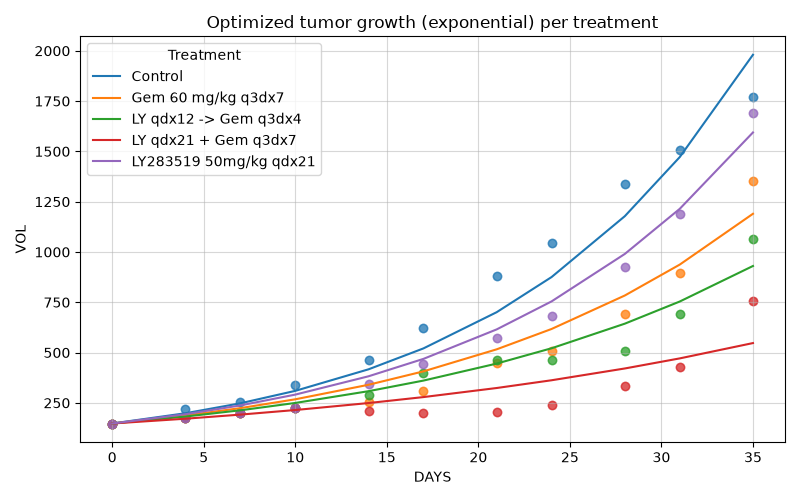 Optimized tumor growth (exponential) per treatment
Treatment
Control
Gem 60 mg/kg q3dx7
LY qdx12 -> Gem q3dx4
LY qdx21 + Gem q3dx7
LY283519 50mg/kg qdx21
VOL
2000
1750
1500
1250
1000
750
500
250
0 5 10 15 20 25 30 35
DAYS